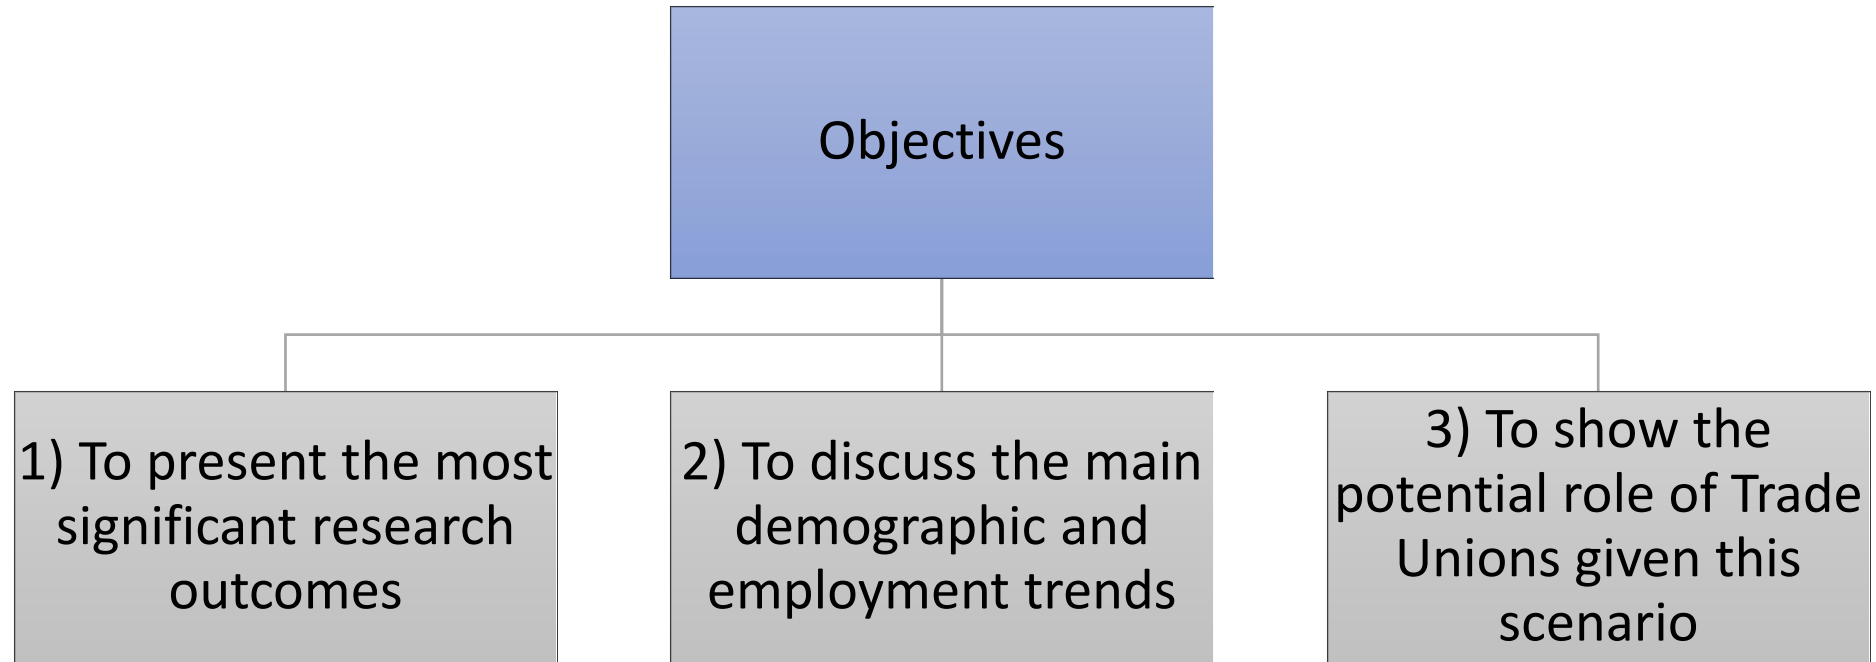 Objectives
1) To present the most
significant research
outcomes
2) To discuss the main
demographic and
employment trends
3) To show the
potential role of Trade
Unions given this
scenario